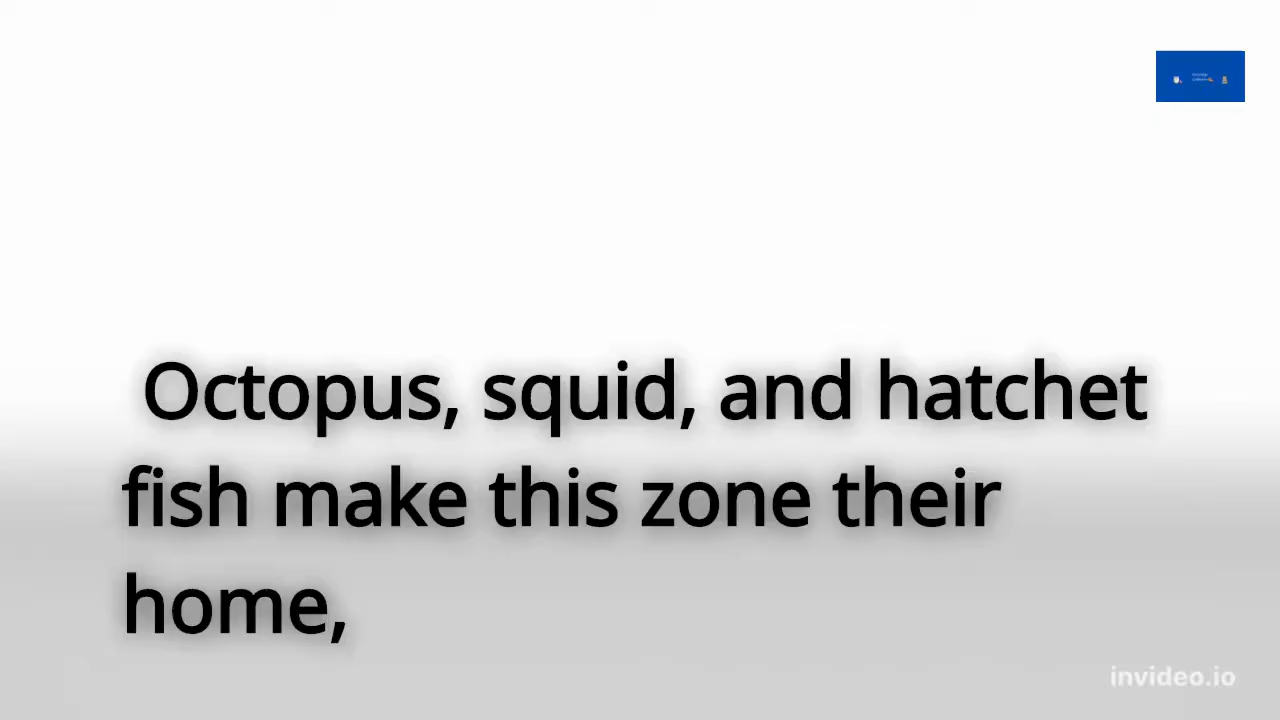 Octopus, squid, and hatchet
fish make this zone their
home,
invideo.io